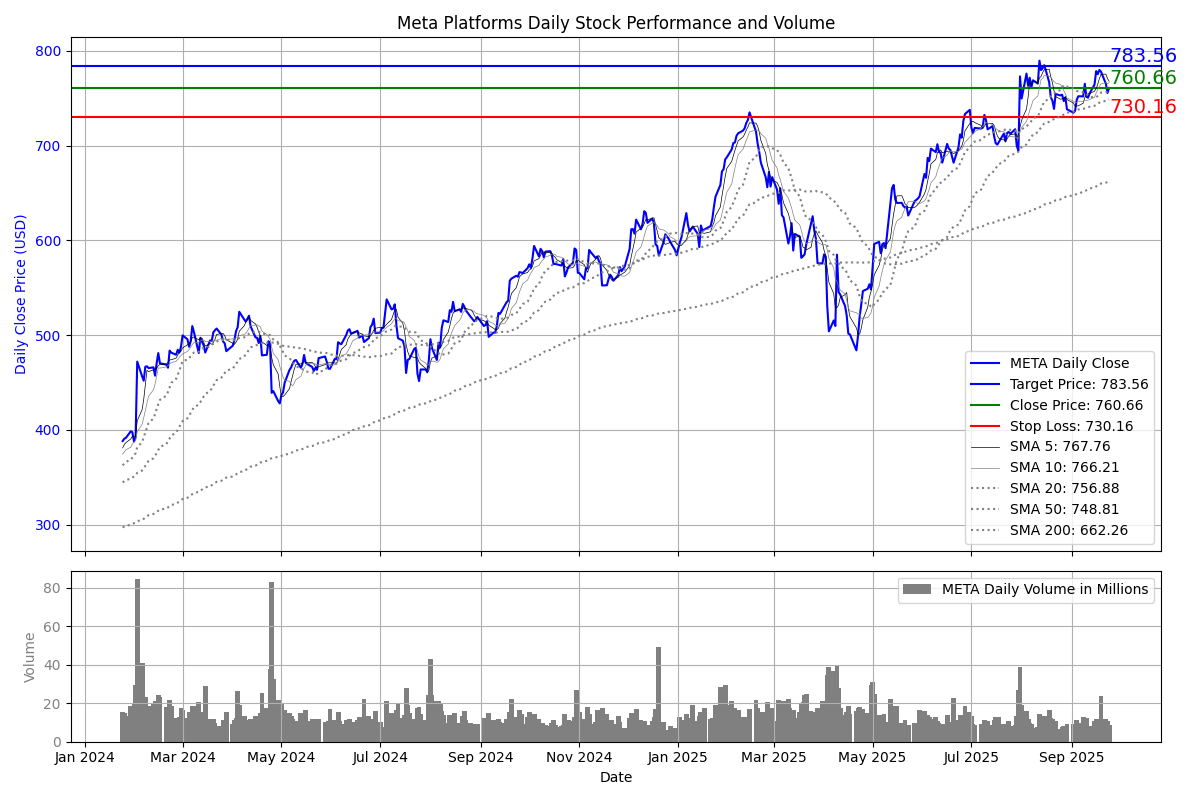 Meta Platforms Daily Stock Performance and Volume
800
700
600
500
400
300
Daily Close Price (USD)
783.56
760.66
730.16
META Daily Close
Target Price: 783.56
Close Price: 760.66
Stop Loss: 730.16
SMA 5: 767.76
SMA 10: 766.21
SMA 20: 756.88
SMA 50: 748.81
SMA 200: 662.26
80
60
40
20
0
Volume
META Daily Volume in Millions
Jan 2024 Mar 2024 May 2024 Jul 2024 Sep 2024 Nov 2024 Jan 2025 Mar 2025 May 2025 Jul 2025 Sep 2025
Date